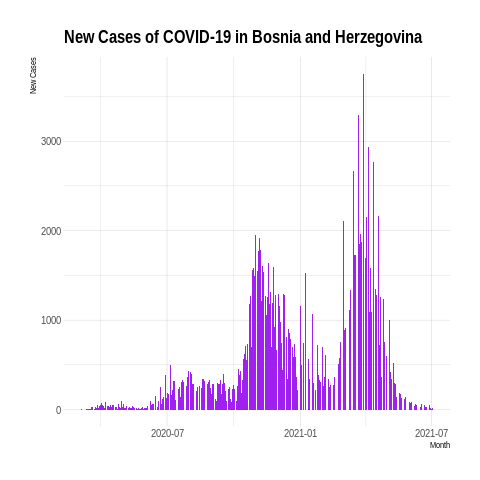 New Cases of COVID-19 in Bosnia and Herzegovina
New Cases
3000
2000
1000
0
2020-07
2021-01
2021-07
Month